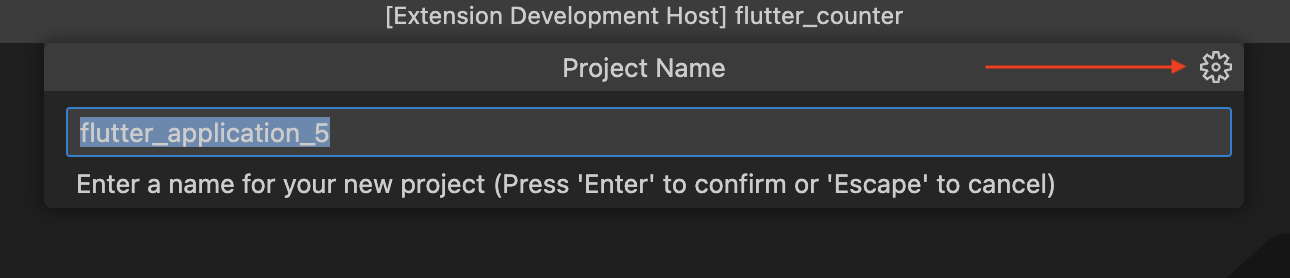 [Extension Development Host] flutter_counter
Project Name
flutter_application_5
Enter a name for your new project (Press 'Enter' to confirm or 'Escape' to cancel)